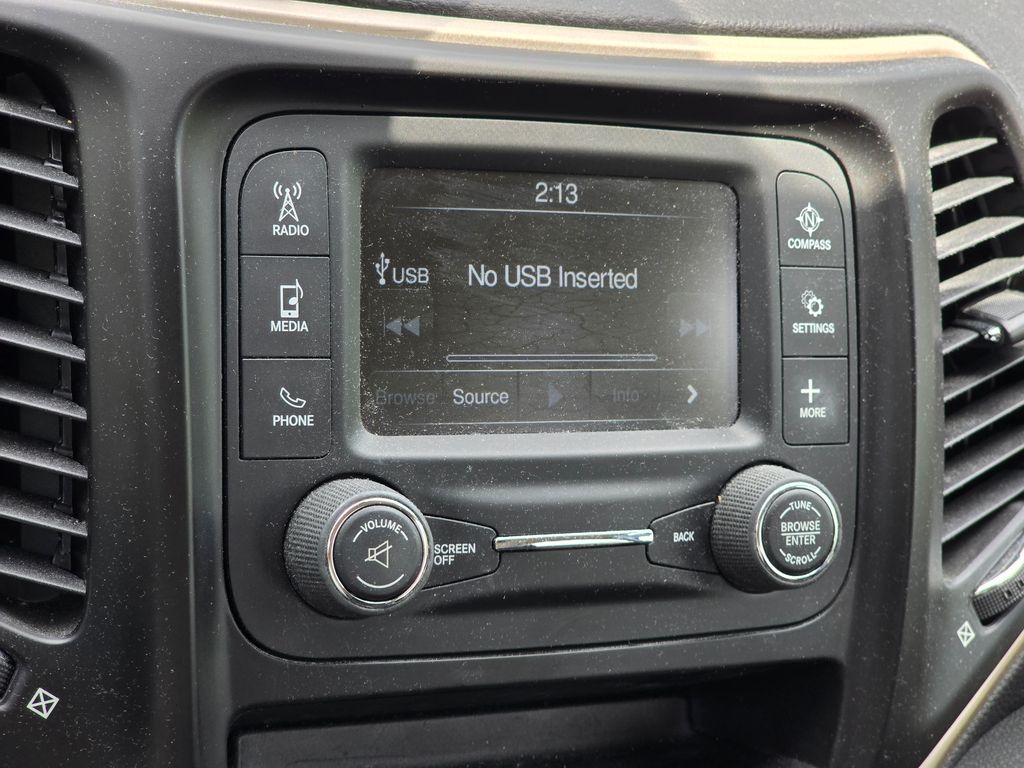 2:13
RADIO
COMPASS
USB
No USB Inserted
MEDIA
SETTINGS
Browse
Source
Info
PHONE
MORE
VOLUME
SCREEN
OFF
BACK
TUNE
BROWSE
ENTER
SCROLL
N